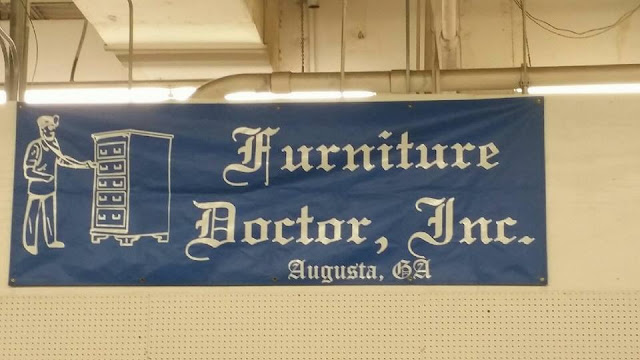 Furniture
Doctor, Inc.
Augusta, GA